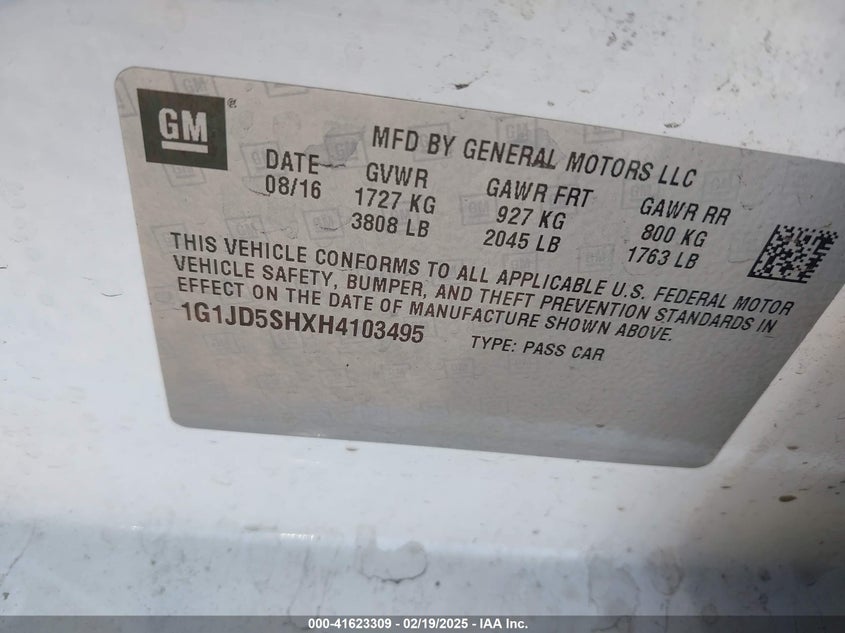 GM ®
MFD BY GENERAL MOTORS LLC
DATE GVWR GAWR FRT GAWR RR
08/16 1727 KG 927 KG 800 KG
3808 LB 2045 LB 1763 LB
THIS VEHICLE CONFORMS TO ALL APPLICABLE U.S. FEDERAL MOTOR
VEHICLE SAFETY, BUMPER, AND THEFT PREVENTION STANDARDS IN
EFFECT ON THE DATE OF MANUFACTURE SHOWN ABOVE.
1G1JD5SHXH4103495 TYPE: PASS CAR
000-41623309 - 02/19/2025 - IAA Inc.